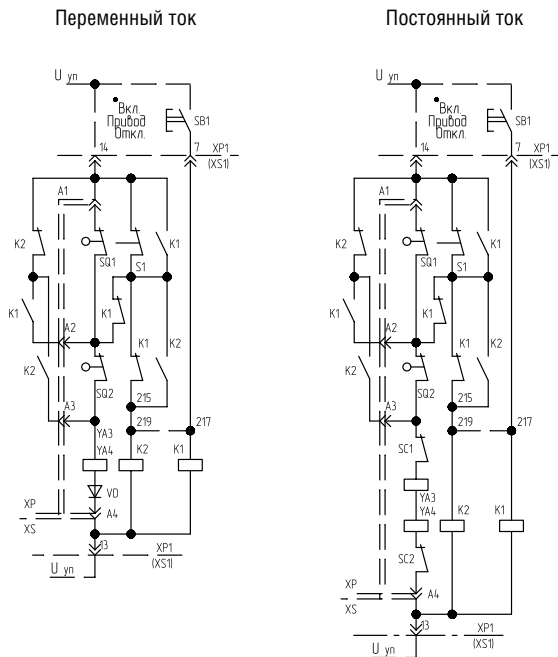 Переменный ток
Постоянный ток
U уп
Вкл.
Привод
Откл.
SB1
14
7
XP1
(XS1)
A1
K2
SQ1
S1
K1
K1
K1
A2
K2
SQ2
K1
K2
A3
215
219
217
YA3
YA4
K2
K1
VD
XP
XS
A4
13
XP1
(XS1)
U уп
U уп
Вкл.
Привод
Откл.
SB1
14
7
XP1
(XS1)
A1
K2
SQ1
S1
K1
K1
K1
A2
K2
SQ2
K1
K2
A3
215
219
217
SC1
YA3
YA4
K2
K1
SC2
XP
XS
A4
13
XP1
(XS1)
U уп